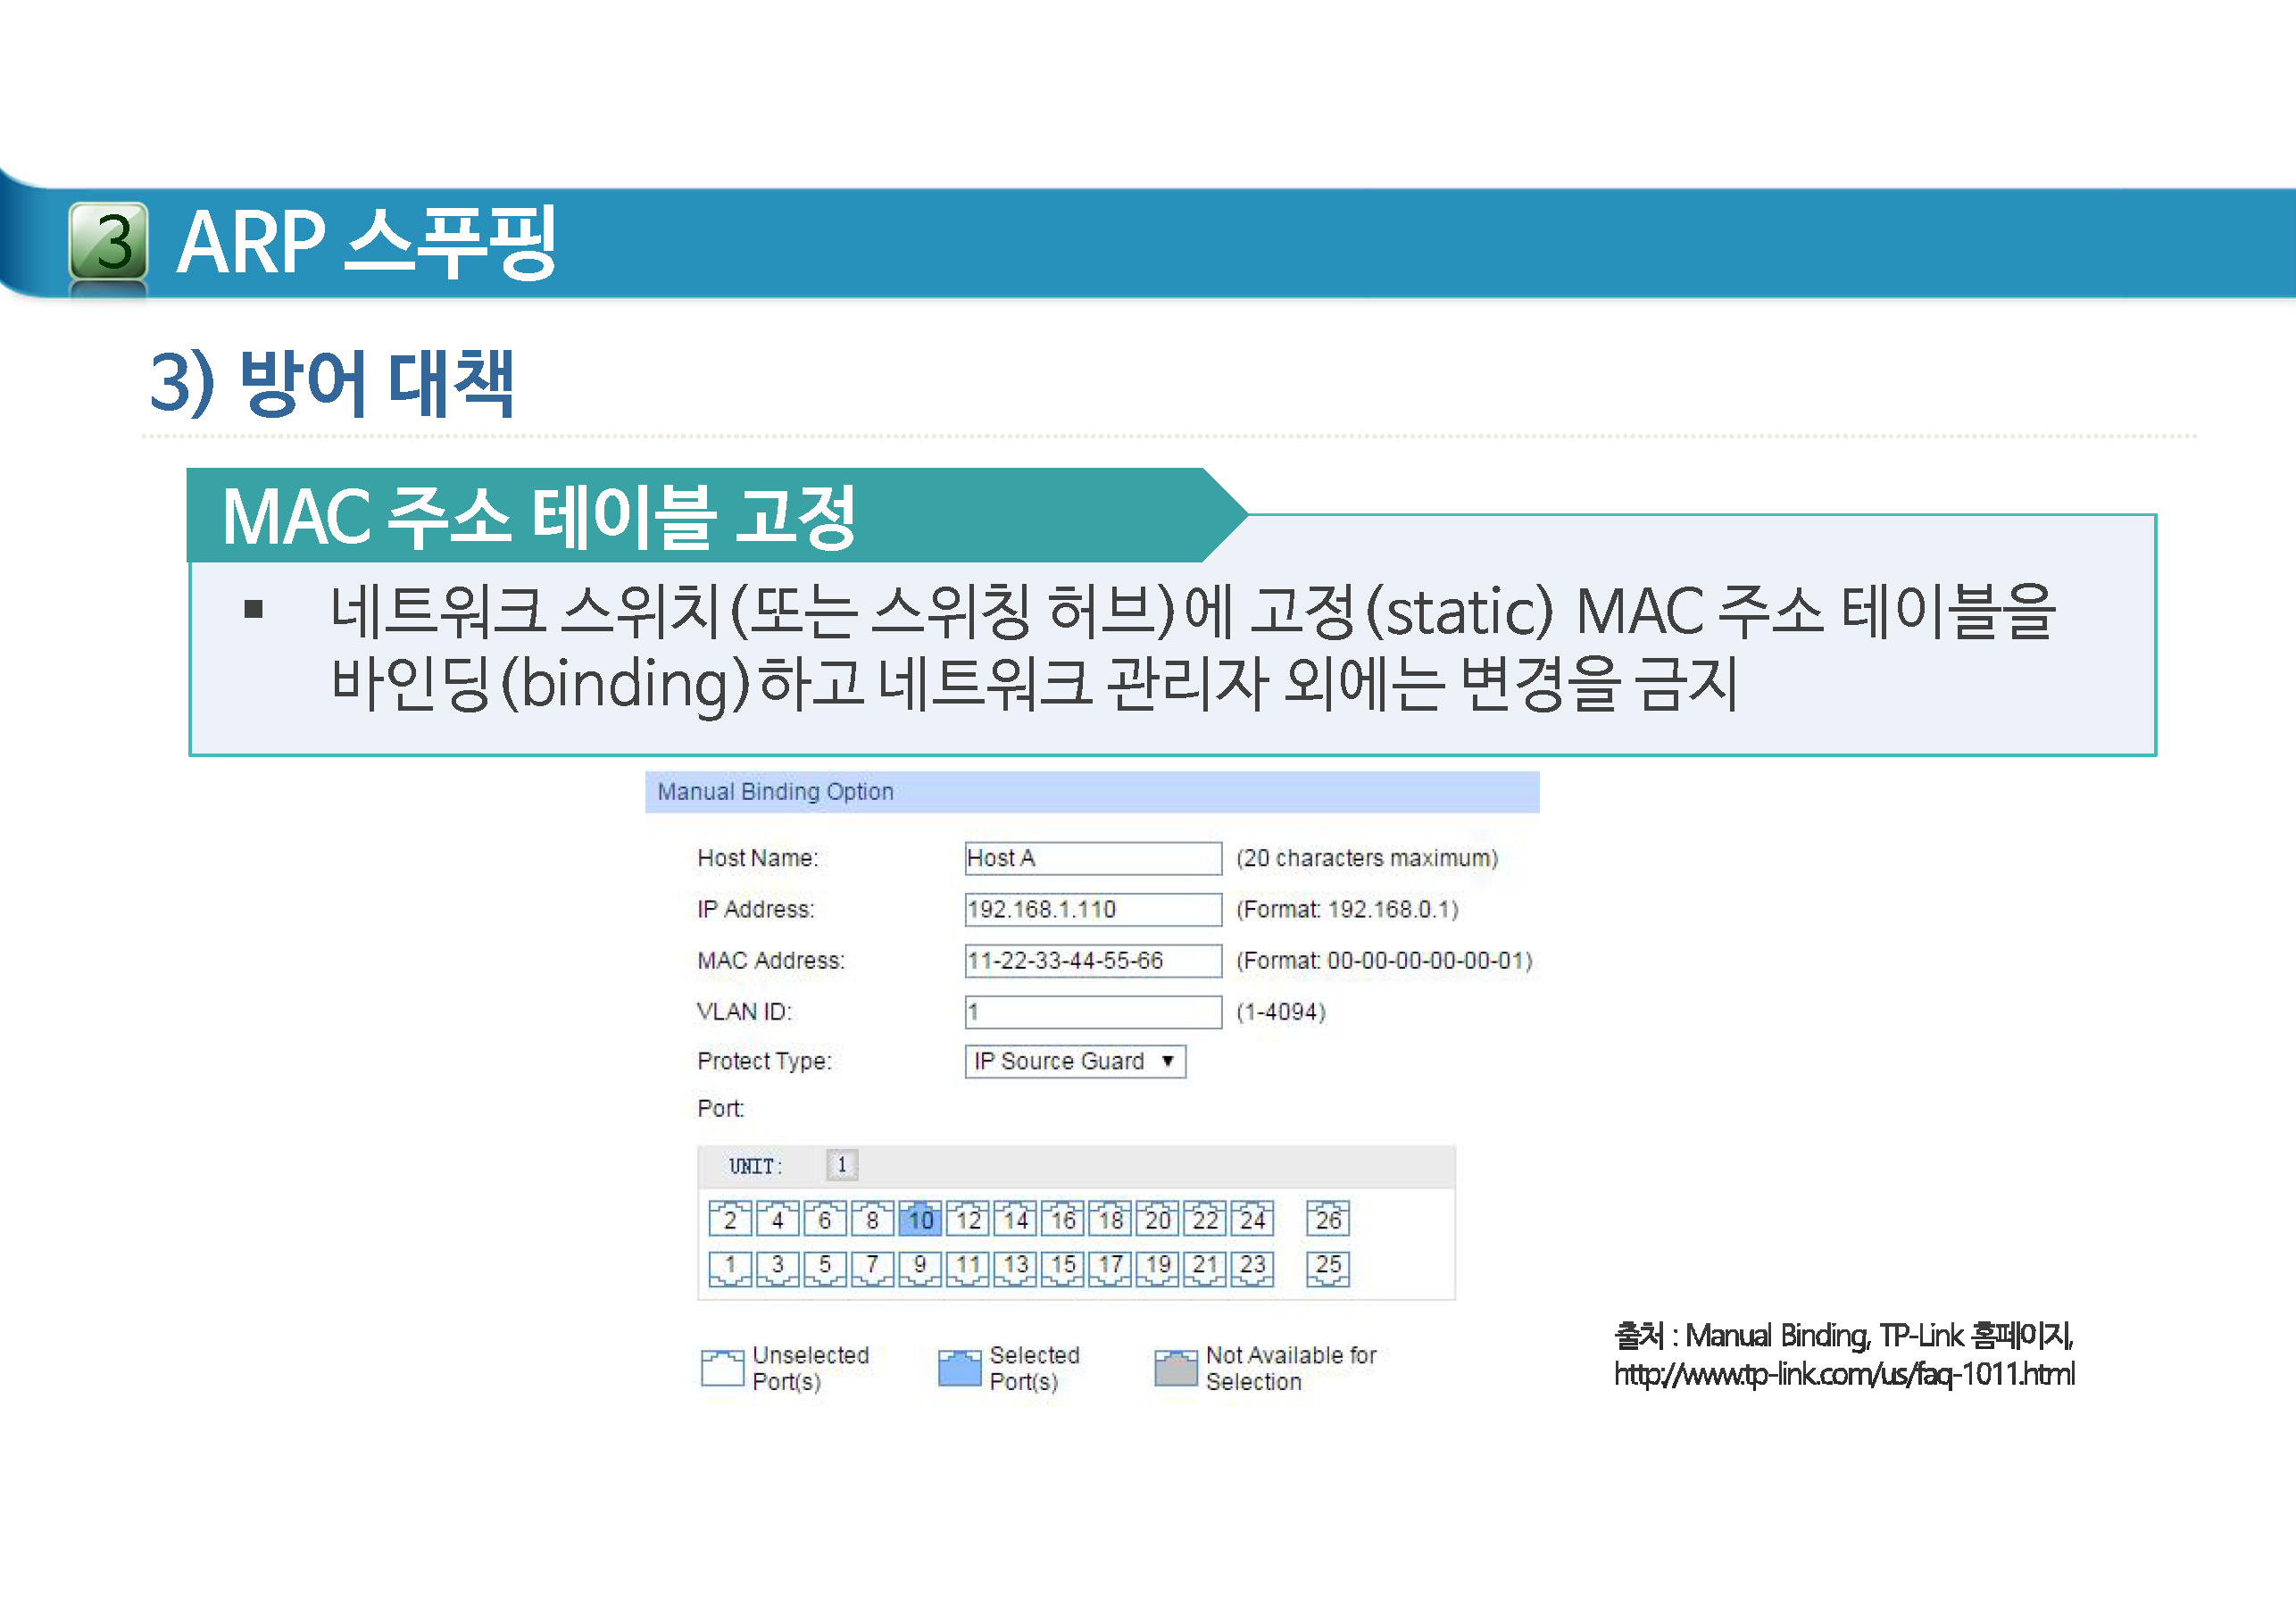 3 ARP 스푸핑
3) 방어 대책
MAC 주소 테이블 고정
▪ 네트워크 스위치(또는 스위칭 허브)에 고정(static) MAC 주소 테이블을
바인딩(binding)하고 네트워크 관리자 외에는 변경을 금지
Manual Binding Option
Host Name: Host A (20 characters maximum)
IP Address: 192.168.1.110 (Format: 192.168.0.1)
MAC Address: 11-22-33-44-55-66 (Format: 00-00-00-00-00-01)
VLAN ID: 1 (1-4094)
Protect Type: IP Source Guard ▼
Port:
UNIT: 1
2 4 6 8 10 12 14 16 18 20 22 24 26
1 3 5 7 9 11 13 15 17 19 21 23 25
Unselected
Port(s)
Selected
Port(s)
Not Available for
Selection
출처 : Manual Binding, TP-Link 홈페이지,
http://www.tp-link.com/us/faq-1011.html